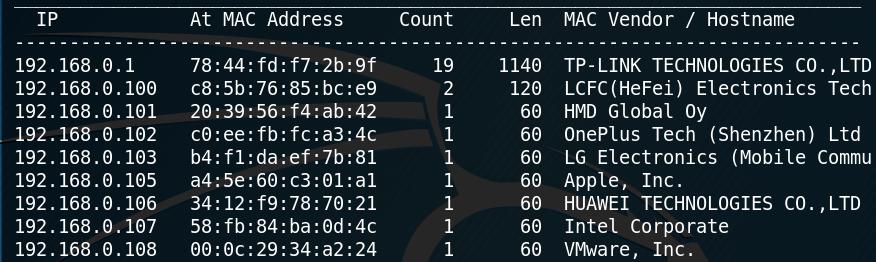 IP At MAC Address Count Len MAC Vendor / Hostname
-----------------------------------------------------------------------------
192.168.0.1 78:44:fd:f7:2b:9f 19 1140 TP-LINK TECHNOLOGIES CO.,LTD
192.168.0.100 c8:5b:76:85:bc:e9 2 120 LCFC(HeFei) Electronics Tech
192.168.0.101 20:39:56:f4:ab:42 1 60 HMD Global Oy
192.168.0.102 c0:ee:fb:fc:a3:4c 1 60 OnePlus Tech (Shenzhen) Ltd
192.168.0.103 b4:f1:da:ef:7b:81 1 60 LG Electronics (Mobile Commu
192.168.0.105 a4:5e:60:c3:01:a1 1 60 Apple, Inc.
192.168.0.106 34:12:f9:78:70:21 1 60 HUAWEI TECHNOLOGIES CO.,LTD
192.168.0.107 58:fb:84:ba:0d:4c 1 60 Intel Corporate
192.168.0.108 00:0c:29:34:a2:24 1 60 VMware, Inc.